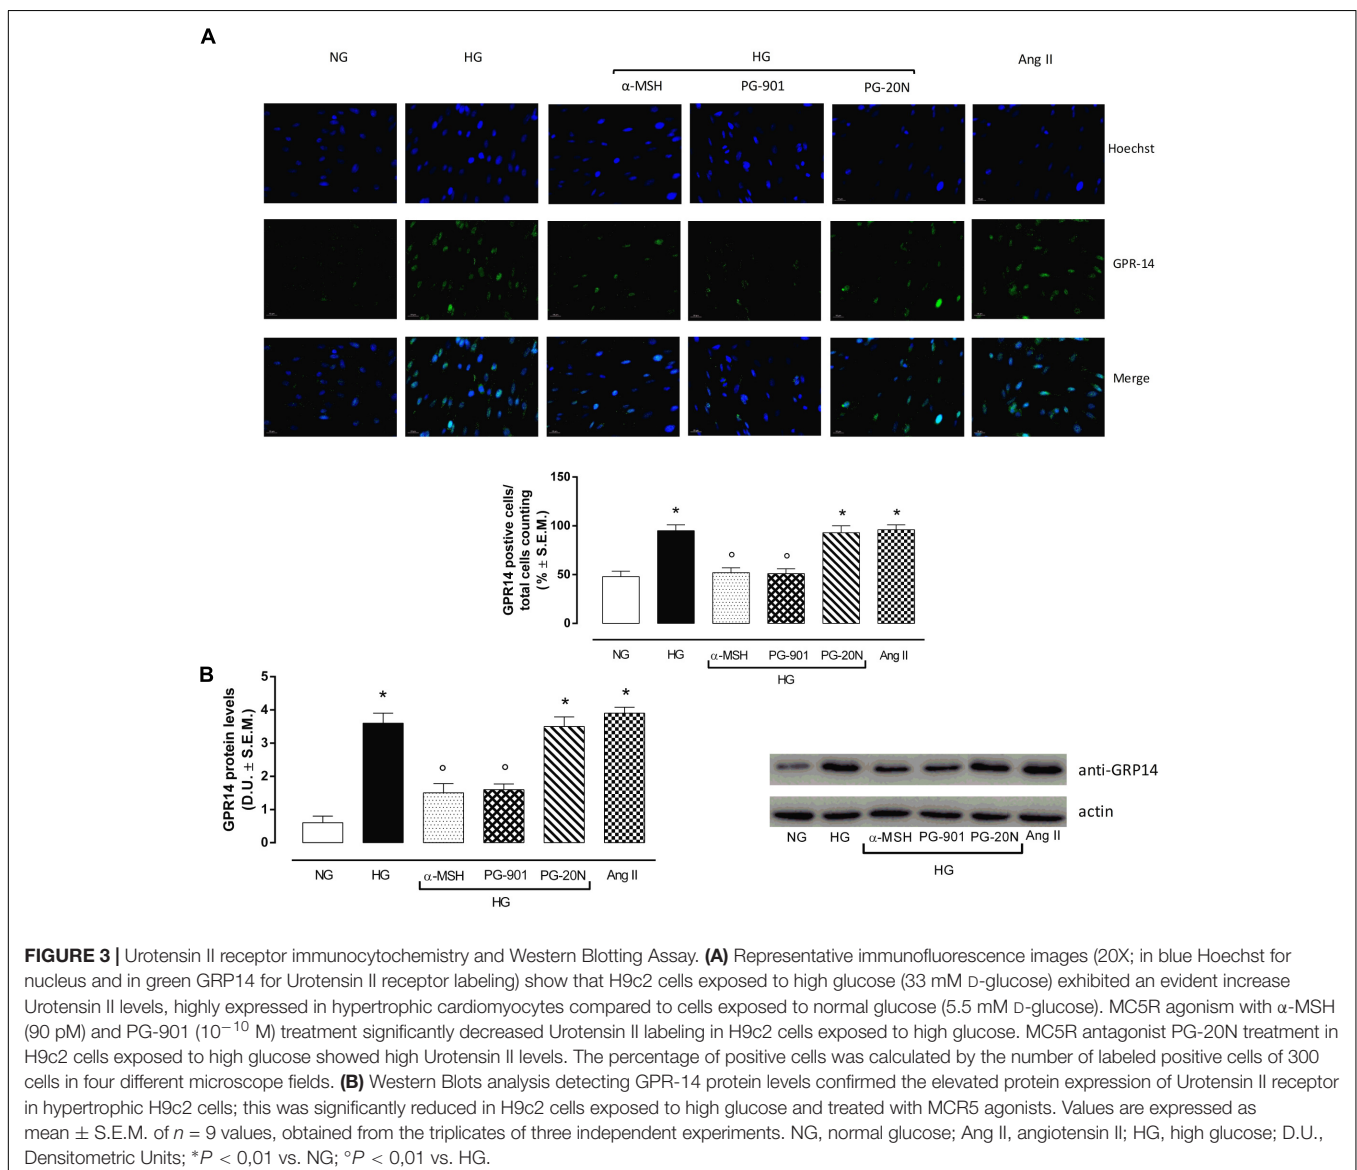 A
NG
HG
HG
Ang II
α-MSH
PG-901
PG-20N
Hoechst
GPR-14
Merge
GPR14 postive cells/
total cells counting
(% ± S.E.M.)
150
100
50
0
*
°
°
*
*
NG
HG
α-MSH
PG-901
PG-20N
Ang II
HG
B
GPR14 protein levels
(D.U. ± S.E.M.)
5
4
3
2
1
0
*
°
°
*
*
NG
HG
α-MSH
PG-901
PG-20N
Ang II
HG
anti-GRP14
actin
NG
HG
α-MSH
PG-901
PG-20N
Ang II
HG
FIGURE 3 | Urotensin II receptor immunocytochemistry and Western Blotting Assay. (A) Representative immunofluorescence images (20X; in blue Hoechst for
nucleus and in green GRP14 for Urotensin II receptor labeling) show that H9c2 cells exposed to high glucose (33 mM D-glucose) exhibited an evident increase
Urotensin II levels, highly expressed in hypertrophic cardiomyocytes compared to cells exposed to normal glucose (5.5 mM D-glucose). MC5R agonism with α-MSH
(90 pM) and PG-901 (10⁻¹⁰ M) treatment significantly decreased Urotensin II labeling in H9c2 cells exposed to high glucose. MC5R antagonist PG-20N treatment in
H9c2 cells exposed to high glucose showed high Urotensin II levels. The percentage of positive cells was calculated by the number of labeled positive cells of 300
cells in four different microscope fields. (B) Western Blots analysis detecting GPR-14 protein levels confirmed the elevated protein expression of Urotensin II receptor
in hypertrophic H9c2 cells; this was significantly reduced in H9c2 cells exposed to high glucose and treated with MCR5 agonists. Values are expressed as
mean ± S.E.M. of n = 9 values, obtained from the triplicates of three independent experiments. NG, normal glucose; Ang II, angiotensin II; HG, high glucose; D.U.,
Densitometric Units; *P < 0,01 vs. NG; °P < 0,01 vs. HG.